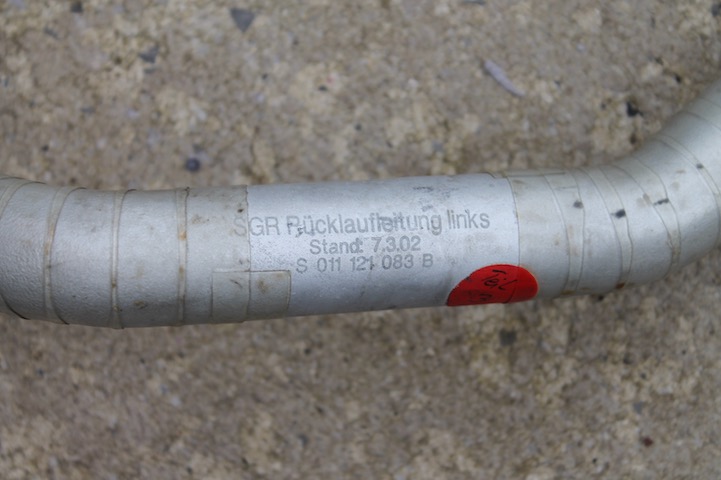 SGR Rücklaufleitung links
Stand: 7.3.02
S 011 121 083 B